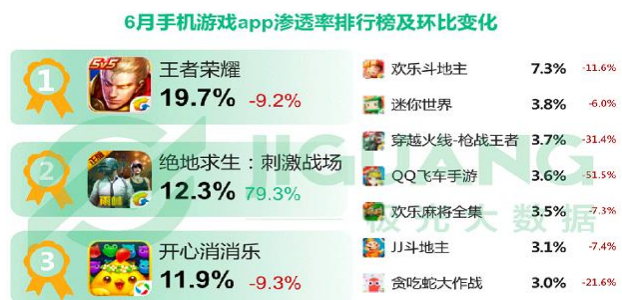 6月手机游戏app渗透率排行榜及环比变化
1
5V5
王者荣耀
19.7% -9.2%
2
绝地求生：刺激战场
12.3% 79.3%
3
开心消消乐
11.9% -9.3%
欢乐斗地主 7.3% -11.6%
迷你世界 3.8% -6.0%
穿越火线-枪战王者 3.7% -31.4%
QQ飞车手游 3.6% -51.5%
欢乐麻将全集 3.5% -7.3%
JJ斗地主 3.1% -7.4%
贪吃蛇大作战 3.0% -21.6%
JIGUANG
极光大数据